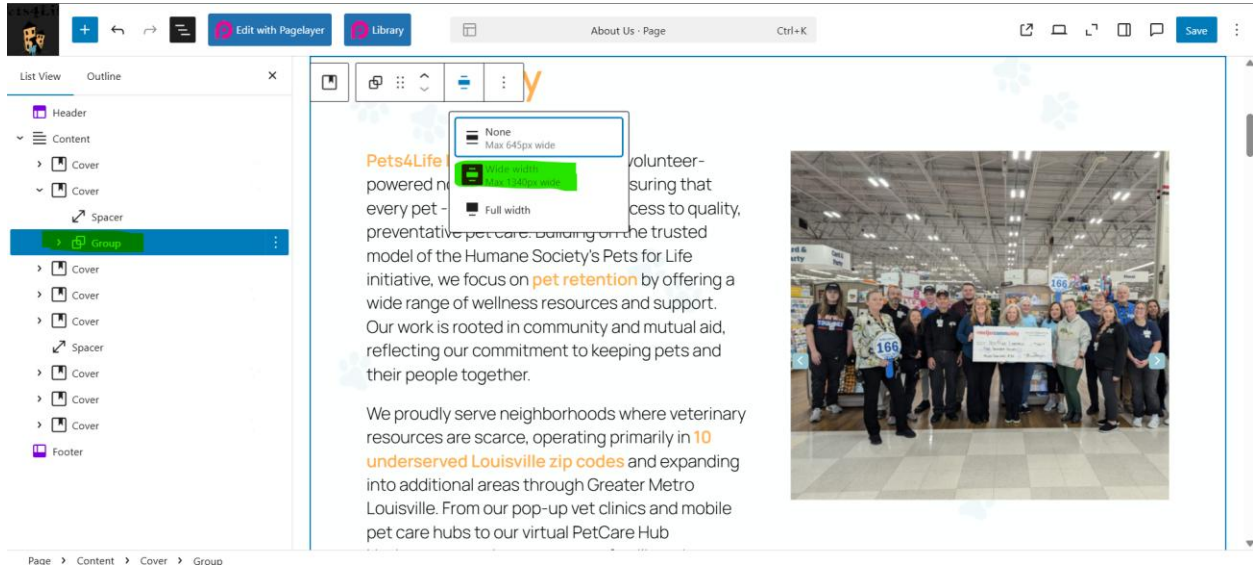 Edit with Pagelayer
Library
About Us · Page
Ctrl+K
Save
List View
Outline
Header
Content
Cover
Cover
Spacer
Group
Cover
Cover
Cover
Spacer
Cover
Cover
Cover
Footer
y
None
Max 645px wide
Wide width
Max 1340px wide
Full width
Pets4Life volunteer-
powered suring that
every pet - cess to quality,
preventative pet care. Building on the trusted
model of the Humane Society's Pets for Life
initiative, we focus on pet retention by offering a
wide range of wellness resources and support.
Our work is rooted in community and mutual aid,
reflecting our commitment to keeping pets and
their people together.
We proudly serve neighborhoods where veterinary
resources are scarce, operating primarily in 10
underserved Louisville zip codes and expanding
into additional areas through Greater Metro
Louisville. From our pop-up vet clinics and mobile
pet care hubs to our virtual PetCare Hub
166
166
Page > Content > Cover > Group